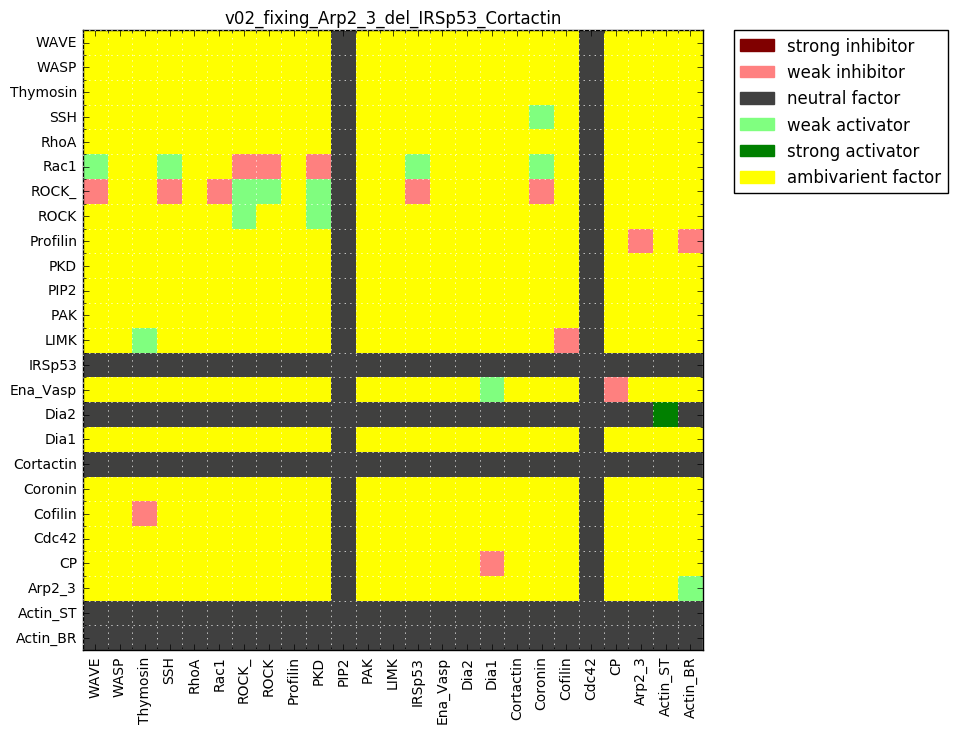 v02_fixing_Arp2_3_del_IRSp53_Cortactin
WAVE
WASP
Thymosin
SSH
RhoA
Rac1
ROCK_
ROCK
Profilin
PKD
PIP2
PAK
LIMK
IRSp53
Ena_Vasp
Dia2
Dia1
Cortactin
Coronin
Cofilin
Cdc42
CP
Arp2_3
Actin_ST
Actin_BR
WAVE
WASP
Thymosin
SSH
RhoA
Rac1
ROCK_
ROCK
Profilin
PKD
PIP2
PAK
LIMK
IRSp53
Ena_Vasp
Dia2
Dia1
Cortactin
Coronin
Cofilin
Cdc42
CP
Arp2_3
Actin_ST
Actin_BR
strong inhibitor
weak inhibitor
neutral factor
weak activator
strong activator
ambivarient factor